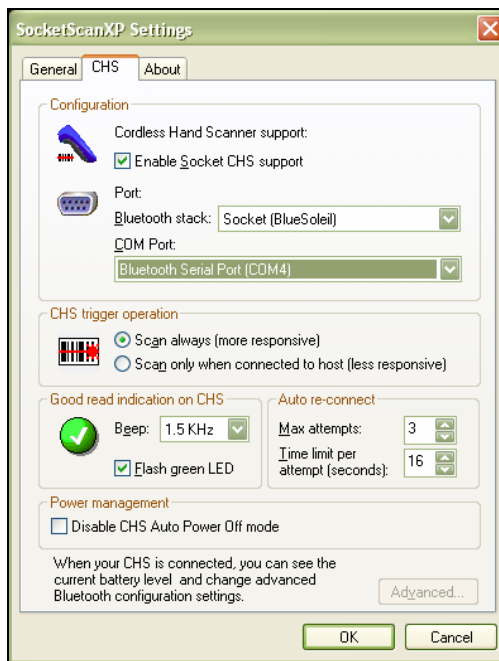 SocketScanXP Settings
General CHS About
Configuration
Cordless Hand Scanner support:
Enable Socket CHS support
Port:
Bluetooth stack: Socket (BlueSoleil)
COM Port:
Bluetooth Serial Port (COM4)
CHS trigger operation
Scan always (more responsive)
Scan only when connected to host (less responsive)
Good read indication on CHS
Beep: 1.5 KHz
Flash green LED
Auto re-connect
Max attempts: 3
Time limit per
attempt (seconds): 16
Power management
Disable CHS Auto Power Off mode
When your CHS is connected, you can see the
current battery level and change advanced
Bluetooth configuration settings.
Advanced...
OK Cancel